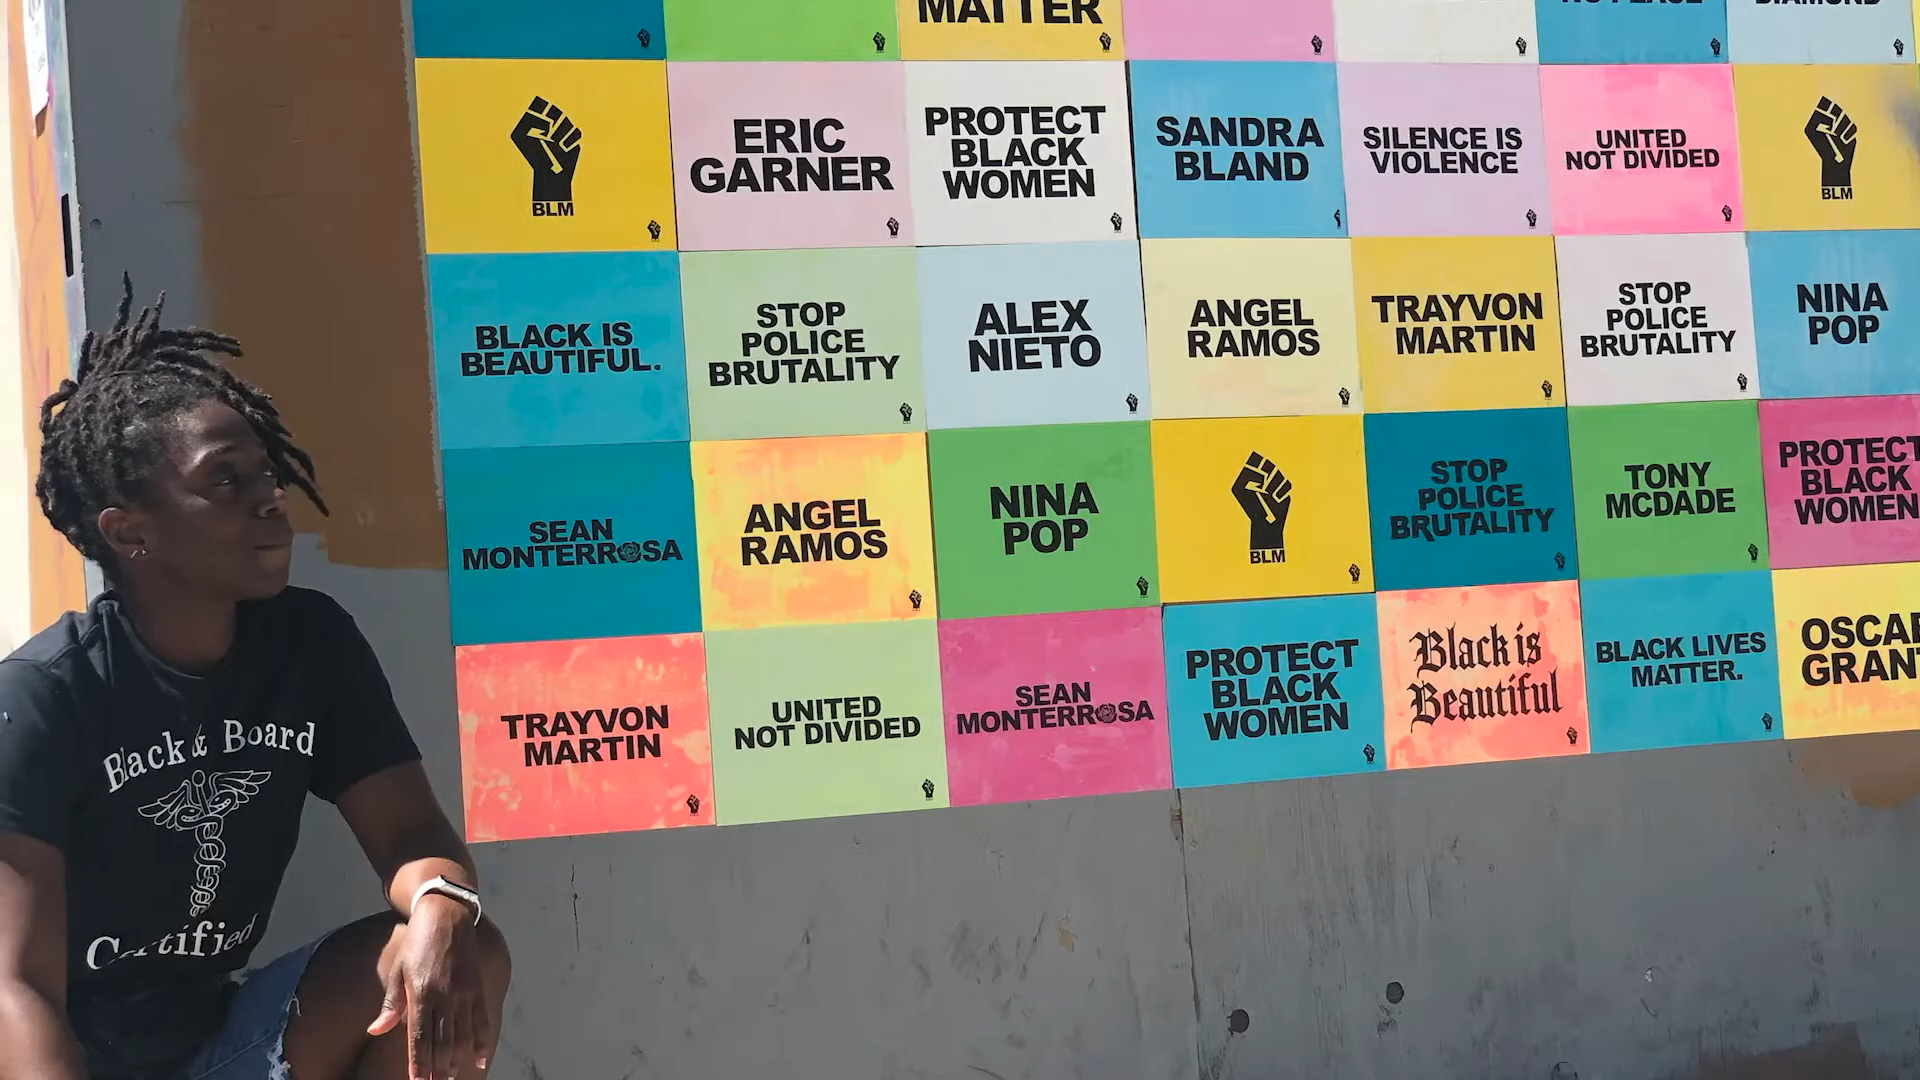 MATTER
BLM
ERIC
GARNER
PROTECT
BLACK
WOMEN
SANDRA
BLAND
SILENCE IS
VIOLENCE
UNITED
NOT DIVIDED
BLM
BLACK IS
BEAUTIFUL.
STOP
POLICE
BRUTALITY
ALEX
NIETO
ANGEL
RAMOS
TRAYVON
MARTIN
STOP
POLICE
BRUTALITY
NINA
POP
SEAN
MONTERROSA
ANGEL
RAMOS
NINA
POP
BLM
STOP
POLICE
BRUTALITY
TONY
MCDADE
PROTECT
BLACK
WOMEN
TRAYVON
MARTIN
UNITED
NOT DIVIDED
SEAN
MONTERROSA
PROTECT
BLACK
WOMEN
Black is
Beautiful
BLACK LIVES
MATTER.
OSCAR
GRANT
Black & Board
Certified